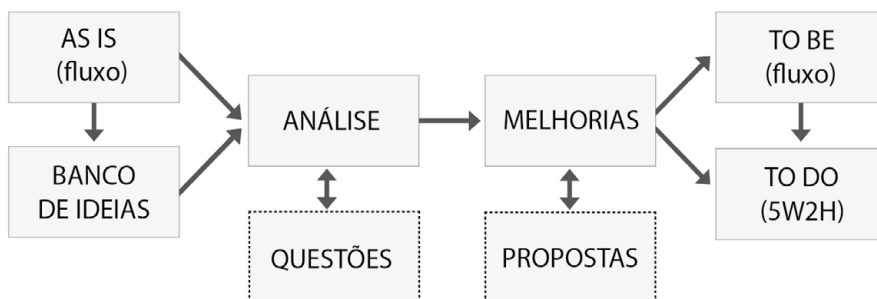 AS IS
(fluxo)
BANCO
DE IDEIAS
ANÁLISE
QUESTÕES
MELHORIAS
PROPOSTAS
TO BE
(fluxo)
TO DO
(5W2H)